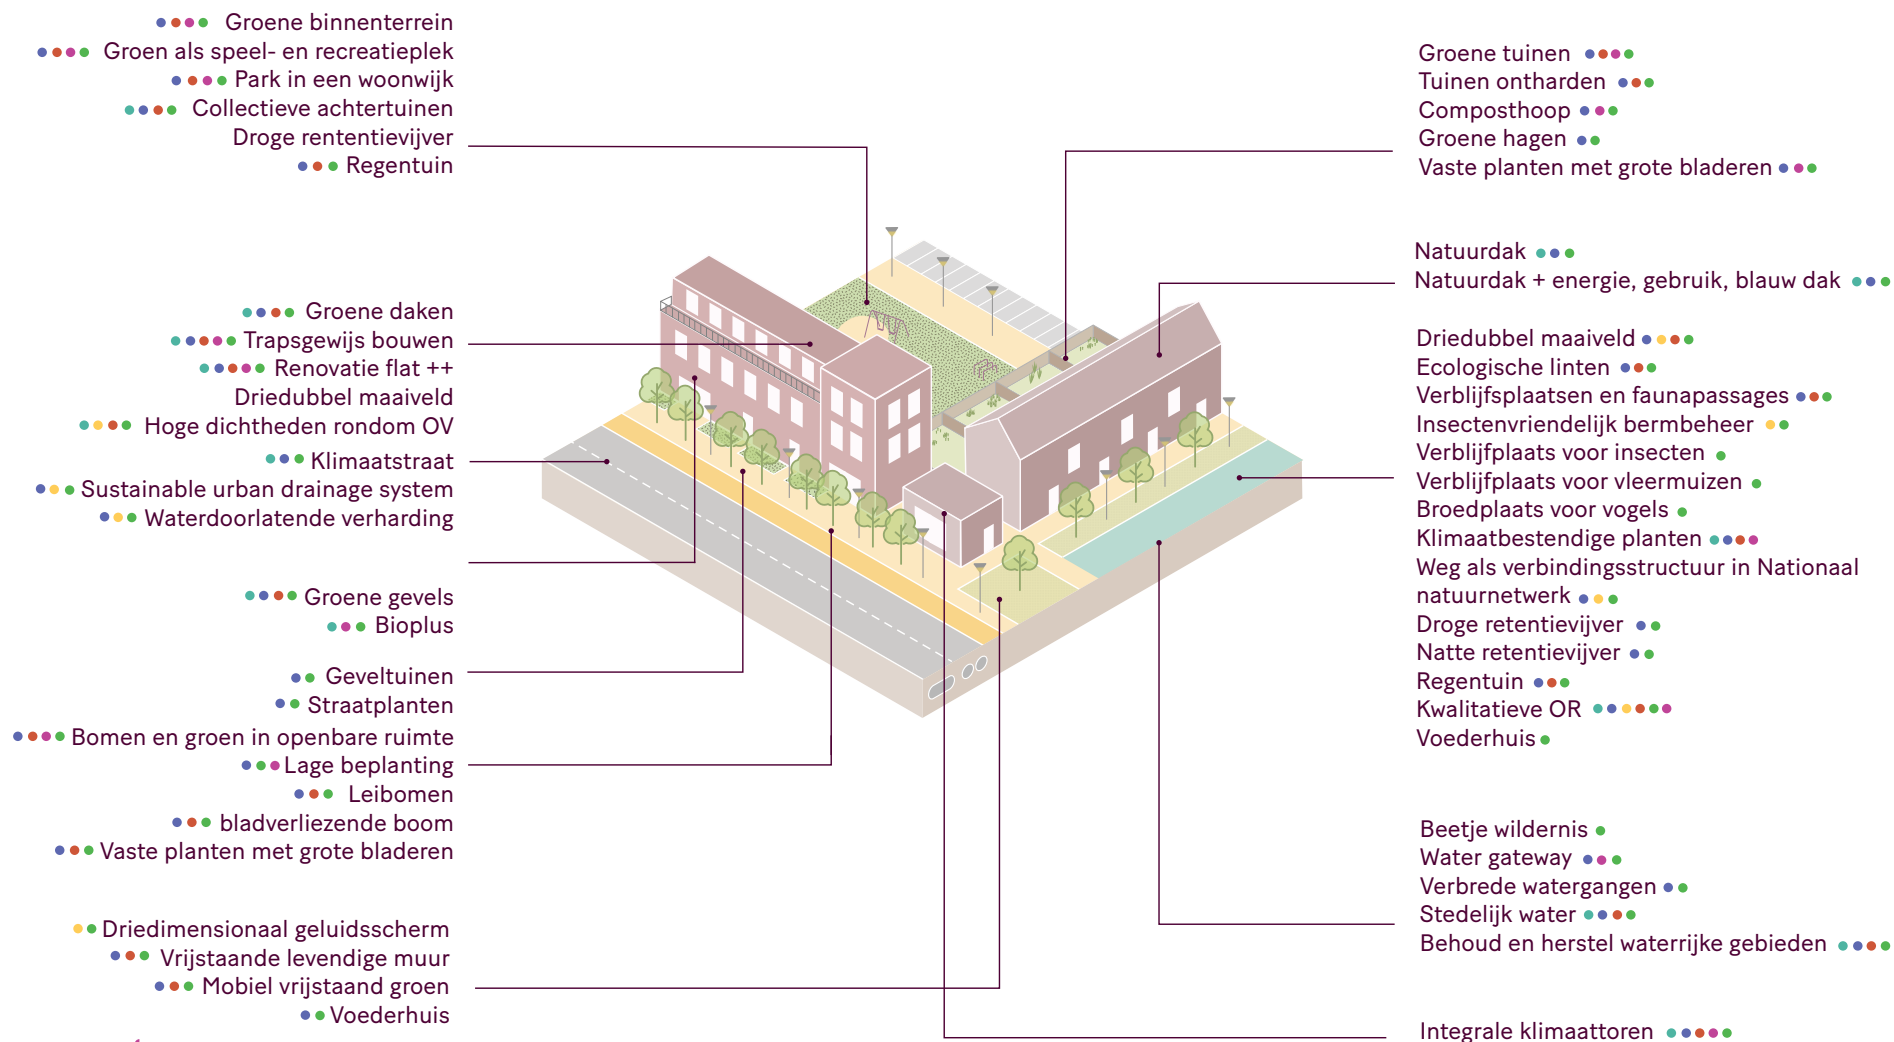 Groene binnenterrein
Groen als speel- en recreatieplek
Park in een woonwijk
Collectieve achtertuinen
Droge rententievijver
Regentuin
Groene daken
Trapsgewijs bouwen
Renovatie flat ++
Driedubbel maaiveld
Hoge dichtheden rondom OV
Klimaatstraat
Sustainable urban drainage system
Waterdoorlatende verharding
Groene gevels
Bioplus
Geveltuinen
Straatplanten
Bomen en groen in openbare ruimte
Lage beplanting
Leibomen
bladverliezende boom
Vaste planten met grote bladeren
Driedimensionaal geluidsscherm
Vrijstaande levendige muur
Mobiel vrijstaand groen
Voederhuis
Groene tuinen
Tuinen ontharden
Composthoop
Groene hagen
Vaste planten met grote bladeren
Natuurdak
Natuurdak + energie, gebruik, blauw dak
Driedubbel maaiveld
Ecologische linten
Verblijfsplaatsen en faunapassages
Insectenvriendelijk bermbeheer
Verblijfplaats voor insecten
Verblijfplaats voor vleermuizen
Broedplaats voor vogels
Klimaatbestendige planten
Weg als verbindingsstructuur in Nationaal
natuurnetwerk
Droge retentievijver
Natte retentievijver
Regentuin
Kwalitatieve OR
Voederhuis
Beetje wildernis
Water gateway
Verbrede watergangen
Stedelijk water
Behoud en herstel waterrijke gebieden
Integrale klimaattoren